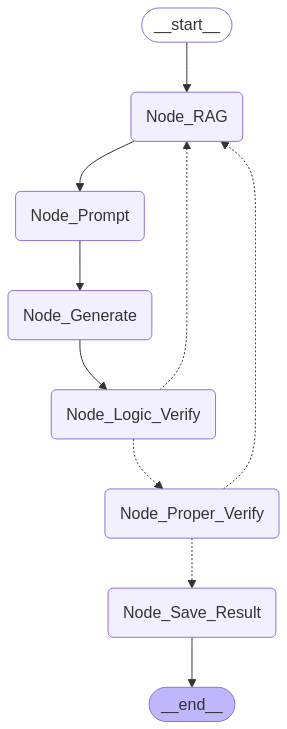 __start__
Node_RAG
Node_Prompt
Node_Generate
Node_Logic_Verify
Node_Proper_Verify
Node_Save_Result
__end__